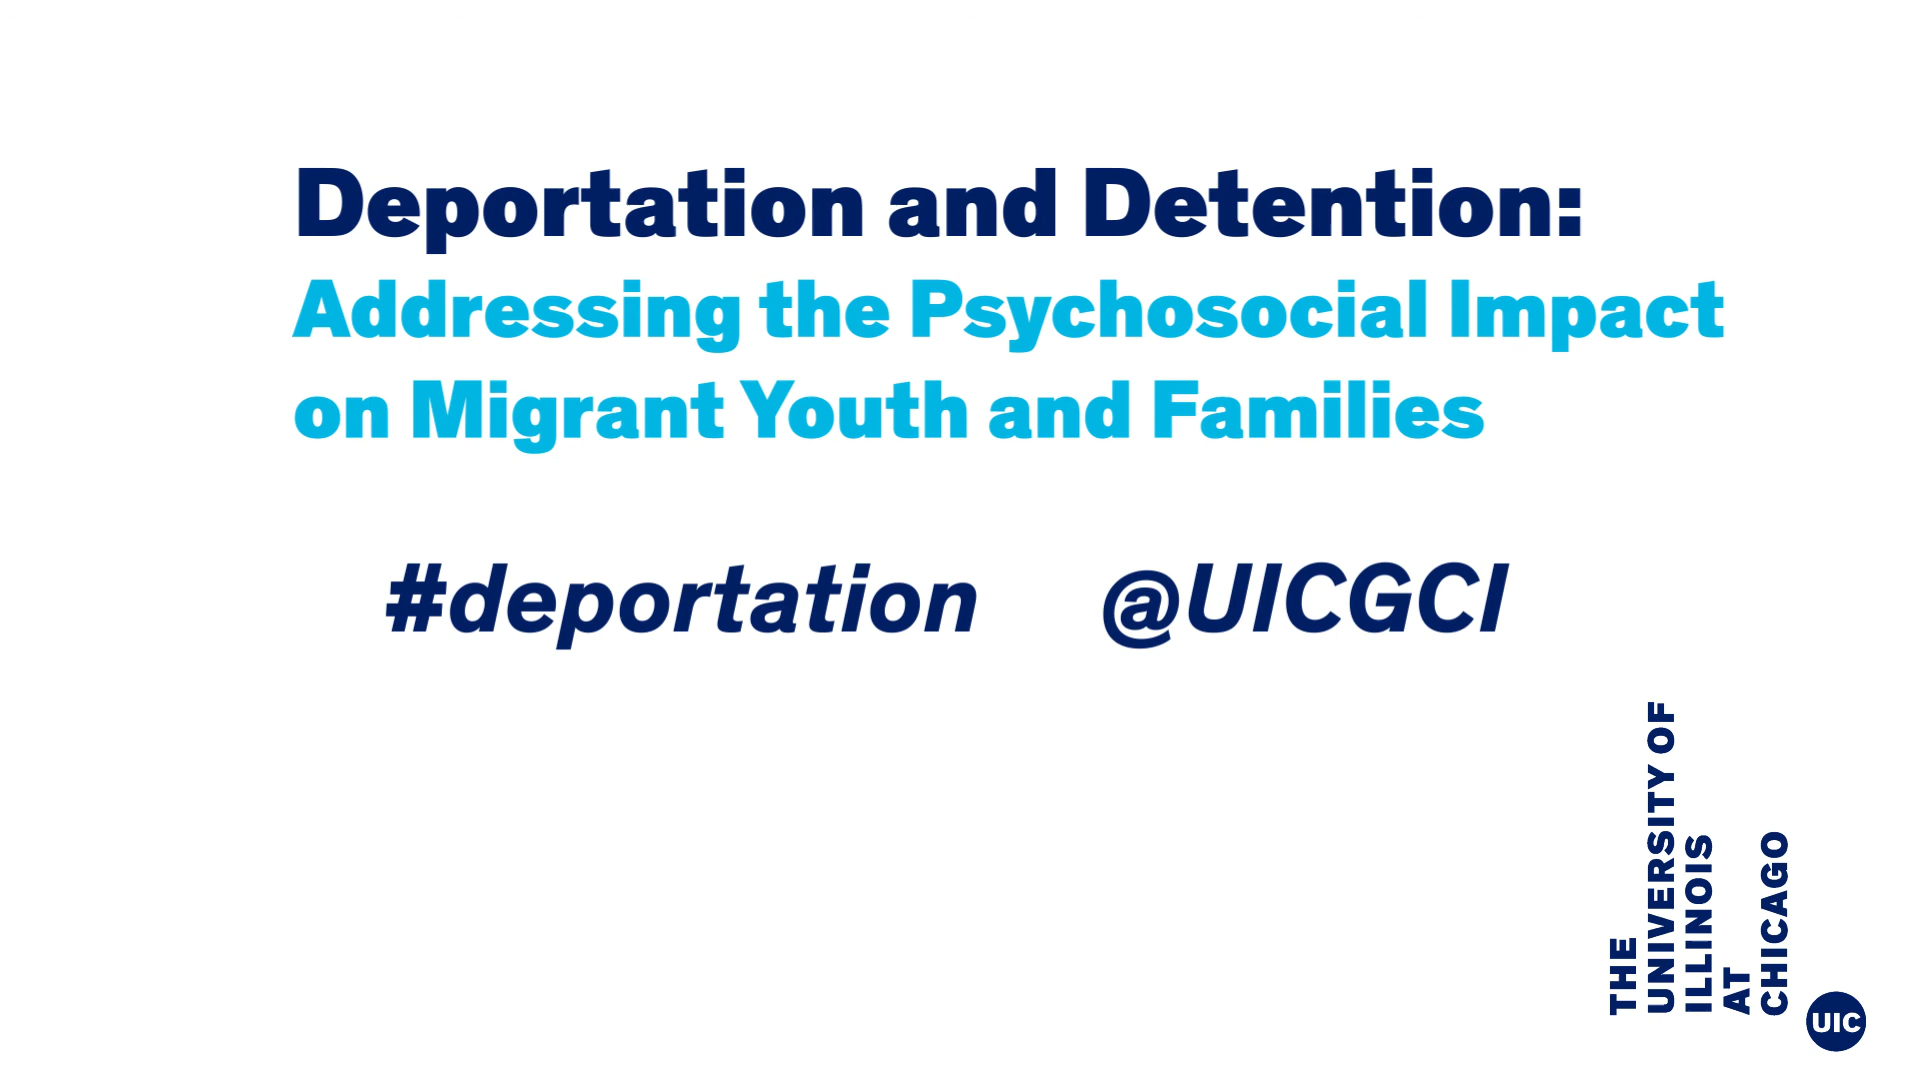 Deportation and Detention:
Addressing the Psychosocial Impact
on Migrant Youth and Families
#deportation @UICGCI
THE
UNIVERSITY OF
ILLINOIS
AT
CHICAGO
UIC